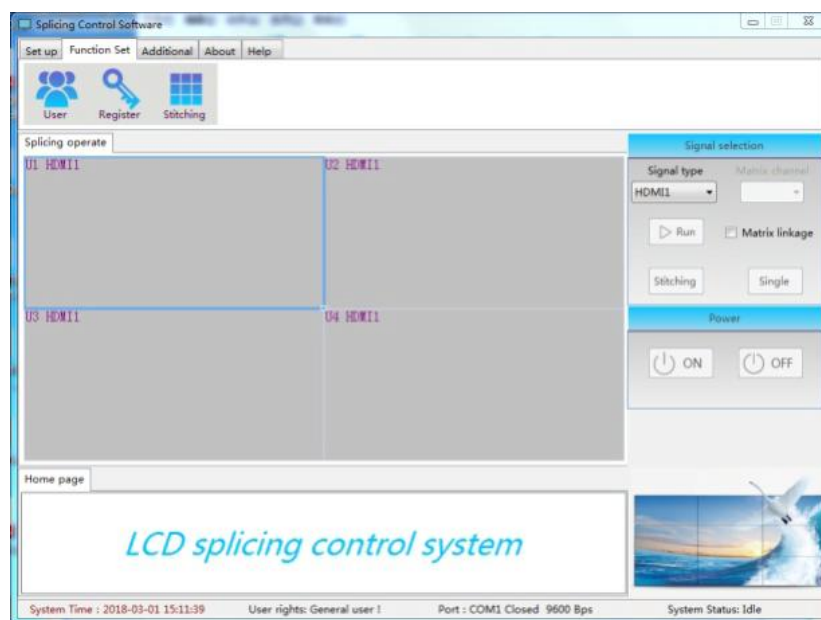 Splicing Control Software
Set up Function Set Additional About Help
User Register Stitching
Splicing operate
Signal selection
U1 HDMI1 U2 HDMI1
Signal type Matrix channel
HDMI1
Run Matrix linkage
Stitching Single
U3 HDMI1 U4 HDMI1
Power
ON OFF
Home page
LCD splicing control system
System Time : 2018-03-01 15:11:39 User rights: General user ! Port : COM1 Closed 9600 Bps System Status: Idle